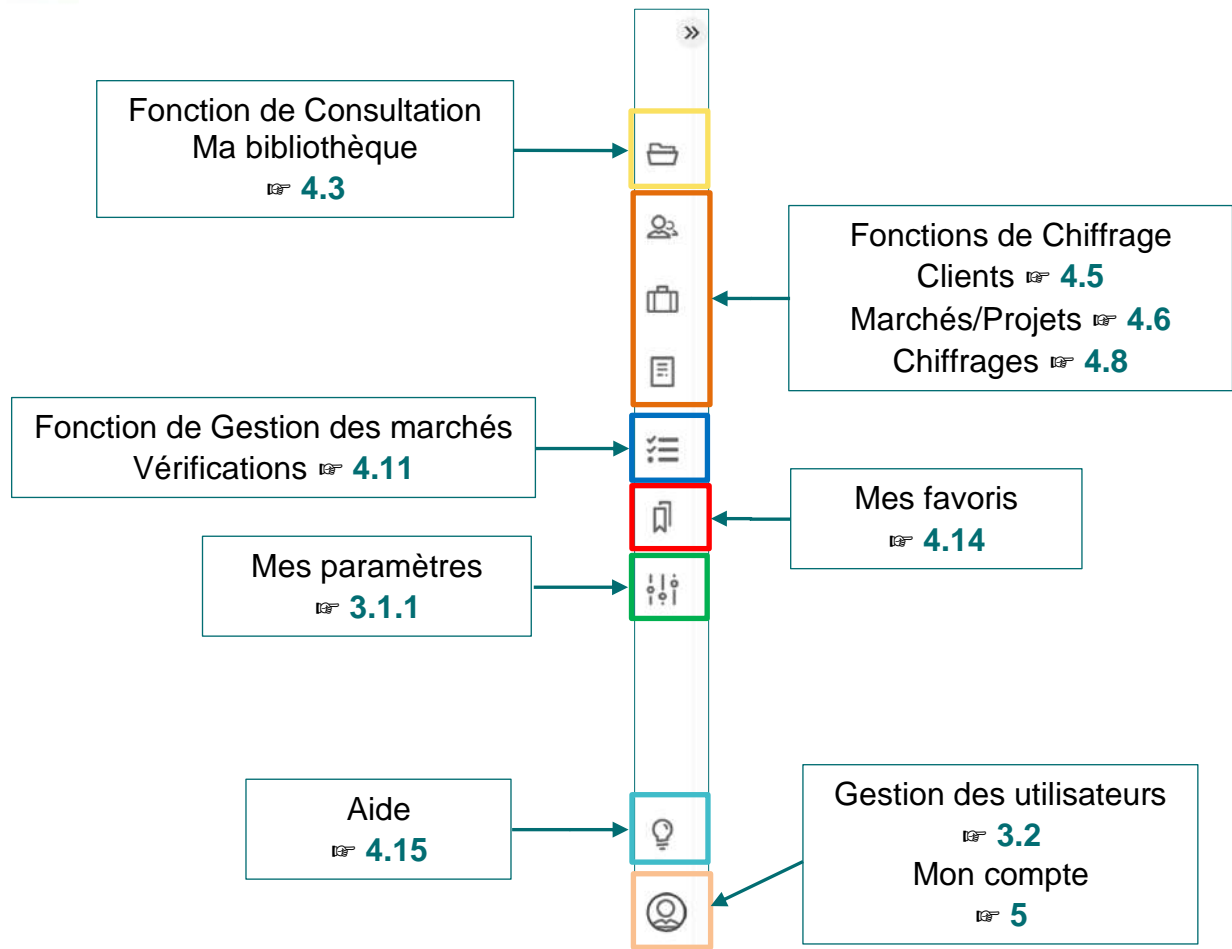 »
Fonction de Consultation
Ma bibliothèque
☞ 4.3
Fonctions de Chiffrage
Clients ☞ 4.5
Marchés/Projets ☞ 4.6
Chiffrages ☞ 4.8
Fonction de Gestion des marchés
Vérifications ☞ 4.11
Mes favoris
☞ 4.14
Mes paramètres
☞ 3.1.1
Aide
☞ 4.15
Gestion des utilisateurs
☞ 3.2
Mon compte
☞ 5